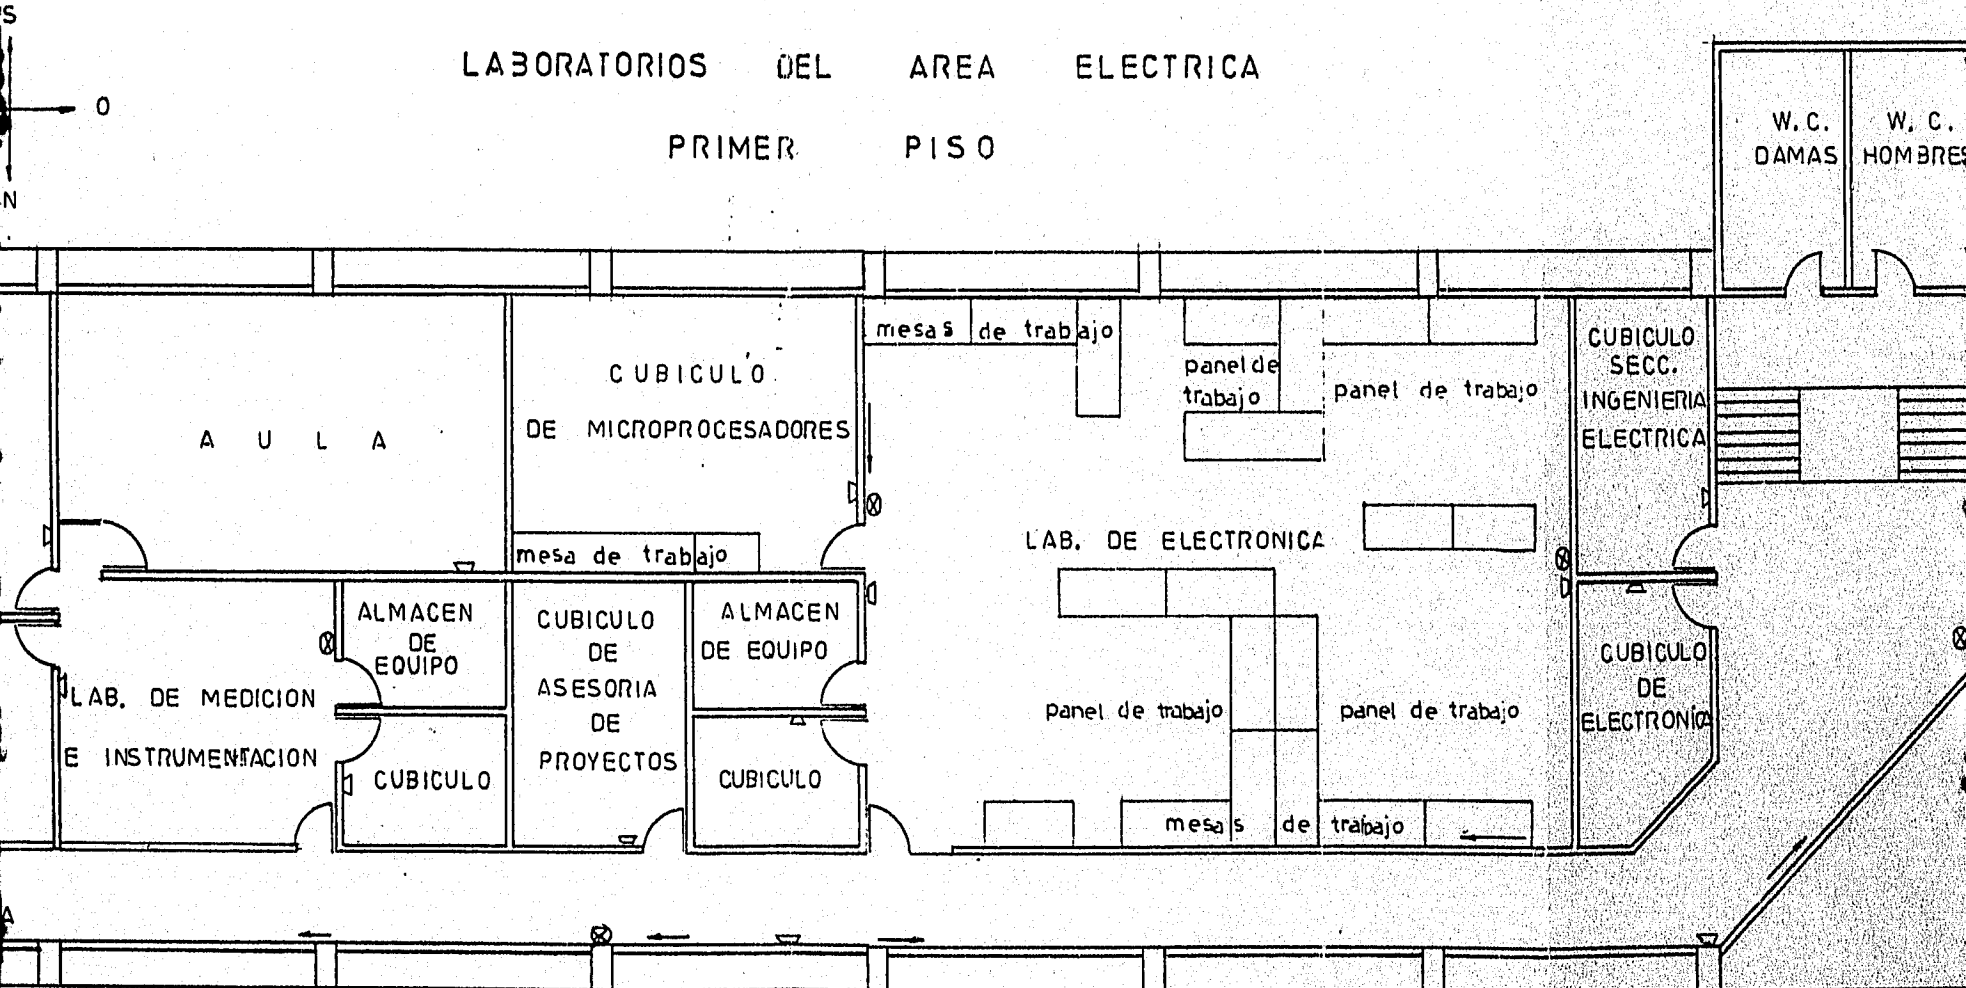 S
O
N
LABORATORIOS DEL AREA ELECTRICA
PRIMER PISO
W. C.
DAMAS
W. C.
HOMBRES
AULA
CUBICULO
DE MICROPROCESADORES
mesa de trabajo
mesas de trabajo
panel de
trabajo
panel de trabajo
CUBICULO
SECC.
INGENIERIA
ELECTRICA
LAB. DE ELECTRONICA
LAB. DE MEDICION
E INSTRUMENTACION
ALMACEN
DE
EQUIPO
CUBICULO
CUBICULO
DE
ASESORIA
DE
PROYECTOS
ALMACEN
DE EQUIPO
CUBICULO
panel de trabajo
panel de trabajo
mesas de trabajo
CUBICULO
DE
ELECTRONICA
A